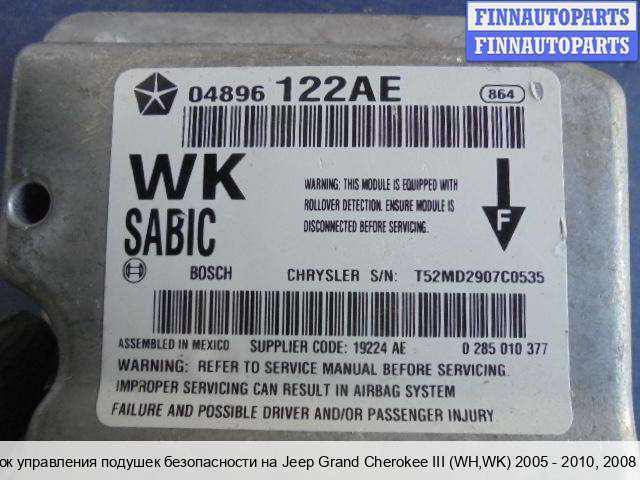 FINNAUTOPARTS
FINNAUTOPARTS
04896 122AE
864
WK
SABIC
WARNING: THIS MODULE IS EQUIPPED WITH
ROLLOVER DETECTION. ENSURE MODULE IS
DISCONNECTED BEFORE SERVICING.
F
BOSCH
CHRYSLER S/N: T52MD2907C0535
ASSEMBLED IN MEXICO SUPPLIER CODE: 19224 AE 0 285 010 377
WARNING: REFER TO SERVICE MANUAL BEFORE SERVICING.
IMPROPER SERVICING CAN RESULT IN AIRBAG SYSTEM
FAILURE AND POSSIBLE DRIVER AND/OR PASSENGER INJURY
ок управления подушек безопасности на Jeep Grand Cherokee III (WH,WK) 2005 - 2010, 2008